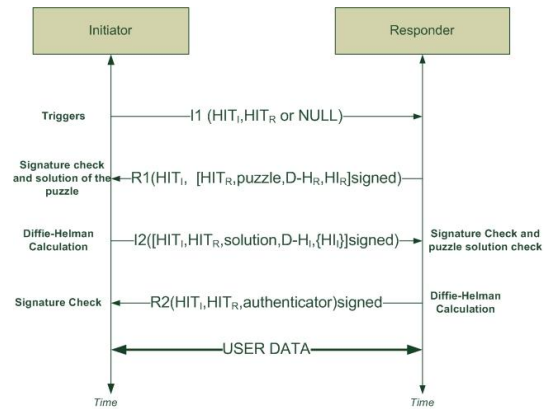 Initiator
Responder
Triggers
I1 (HITI,HITR or NULL)
Signature check
and solution of the
puzzle
R1(HITI, [HITR,puzzle,D-HR,HIR]signed)
Diffie-Helman
Calculation
I2([HITI,HITR,solution,D-HI,{HII}]signed)
Signature Check and
puzzle solution check
Signature Check
R2(HITI,HITR,authenticator)signed
Diffie-Helman
Calculation
USER DATA
Time
Time